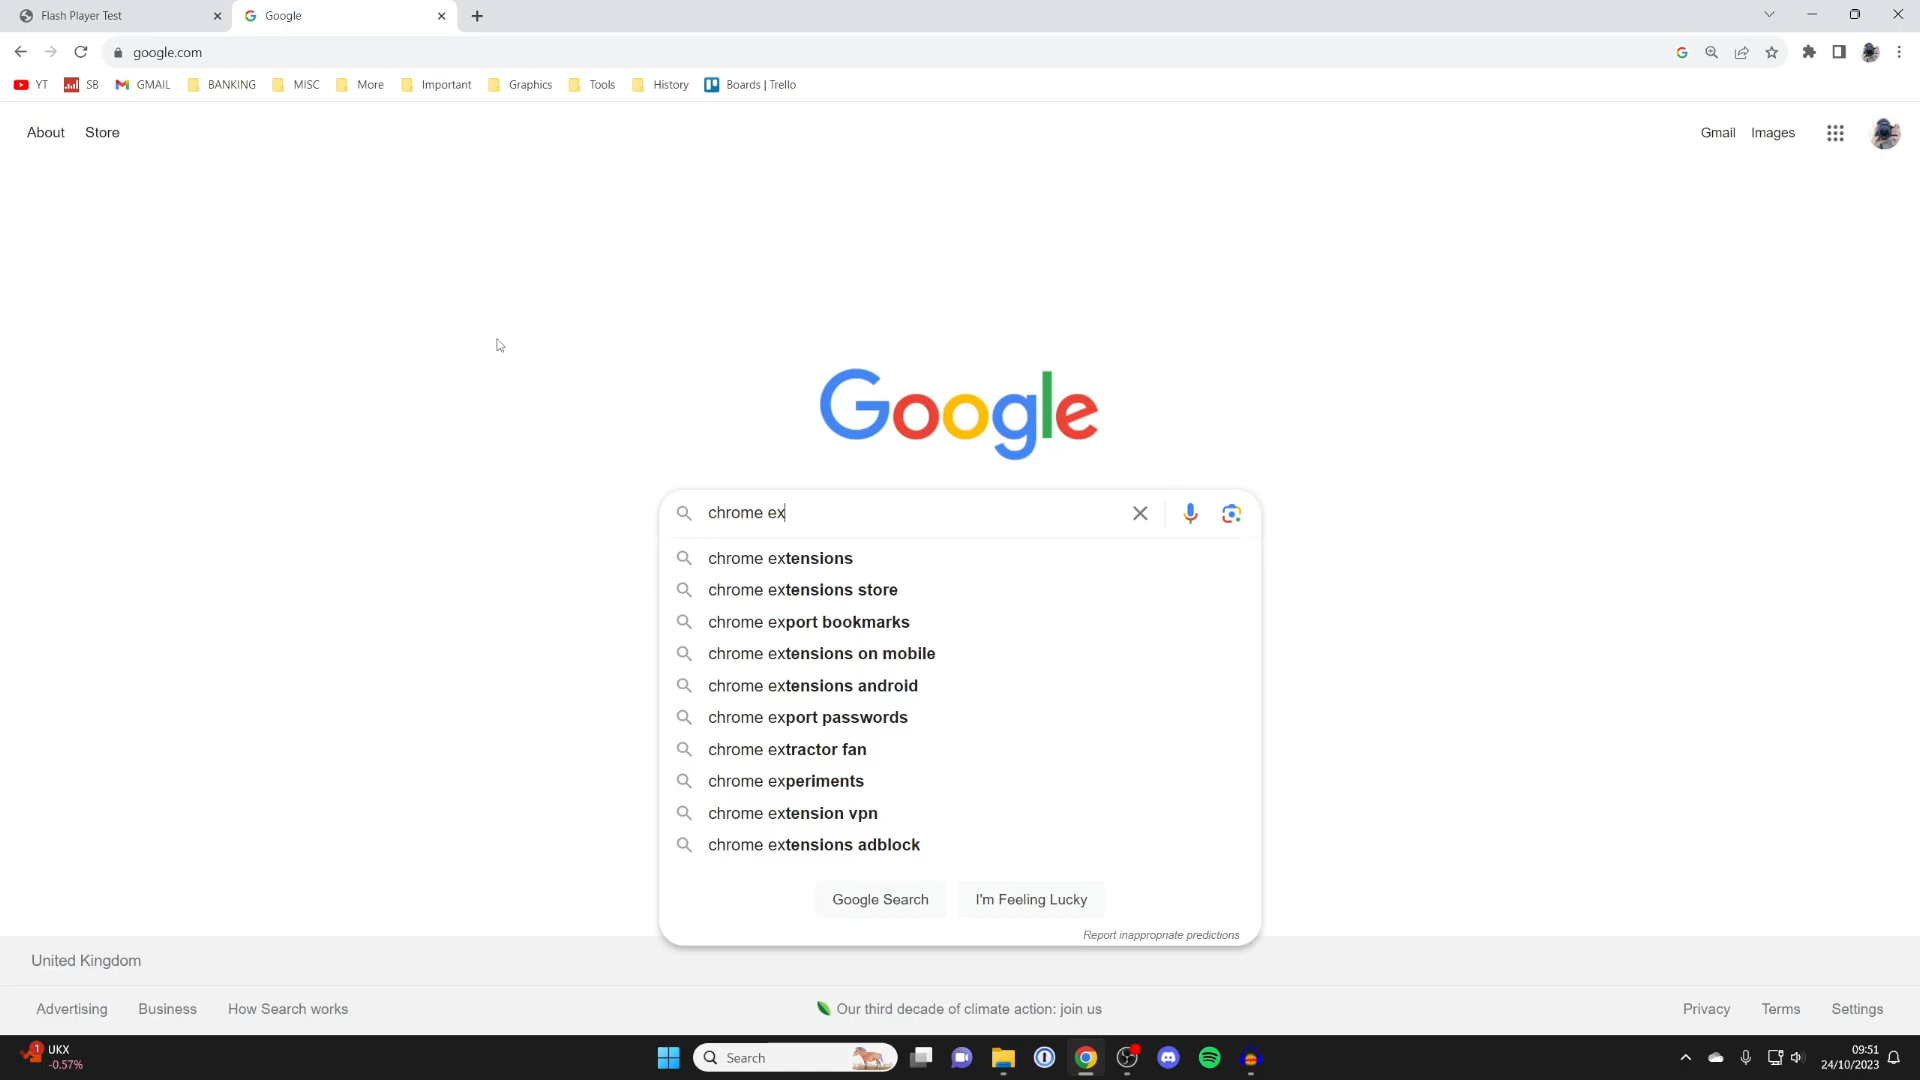 Flash Player Test
Google
google.com
YT
SB
GMAIL
BANKING
MISC
More
Important
Graphics
Tools
History
Boards | Trello
About
Store
Gmail
Images
Google
chrome ex
chrome extensions
chrome extensions store
chrome export bookmarks
chrome extensions on mobile
chrome extensions android
chrome export passwords
chrome extractor fan
chrome experiments
chrome extension vpn
chrome extensions adblock
Google Search
I'm Feeling Lucky
Report inappropriate predictions
United Kingdom
Advertising
Business
How Search works
Our third decade of climate action: join us
Privacy
Terms
Settings
1
UKX
-0.57%
Search
09:51
24/10/2023